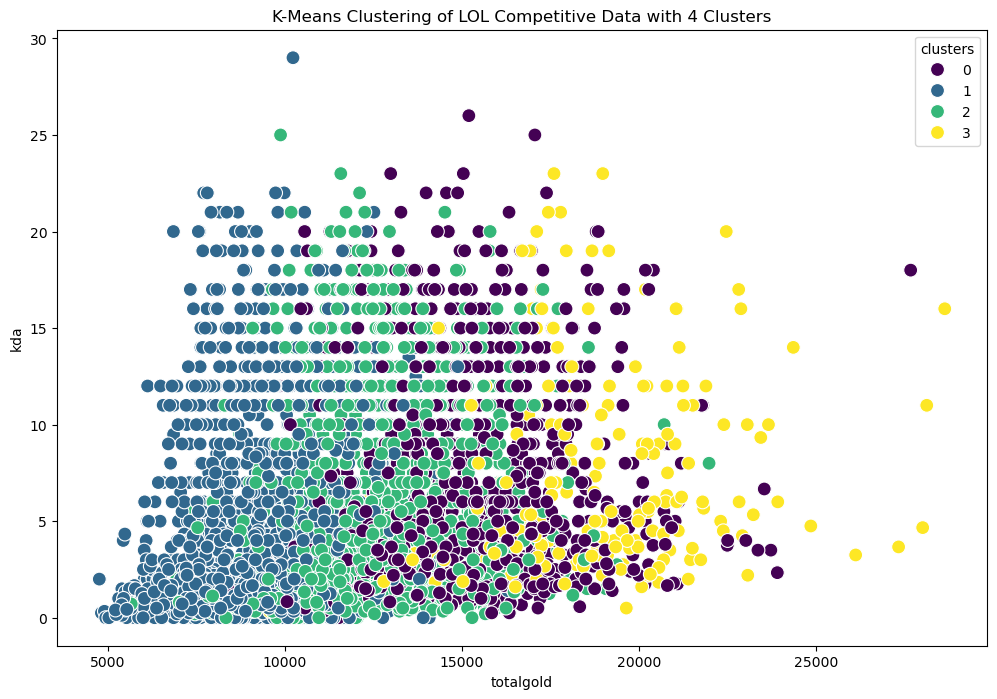 K-Means Clustering of LOL Competitive Data with 4 Clusters
clusters
0
1
2
3
kda
30
25
20
15
10
5
0
5000 10000 15000 20000 25000
totalgold